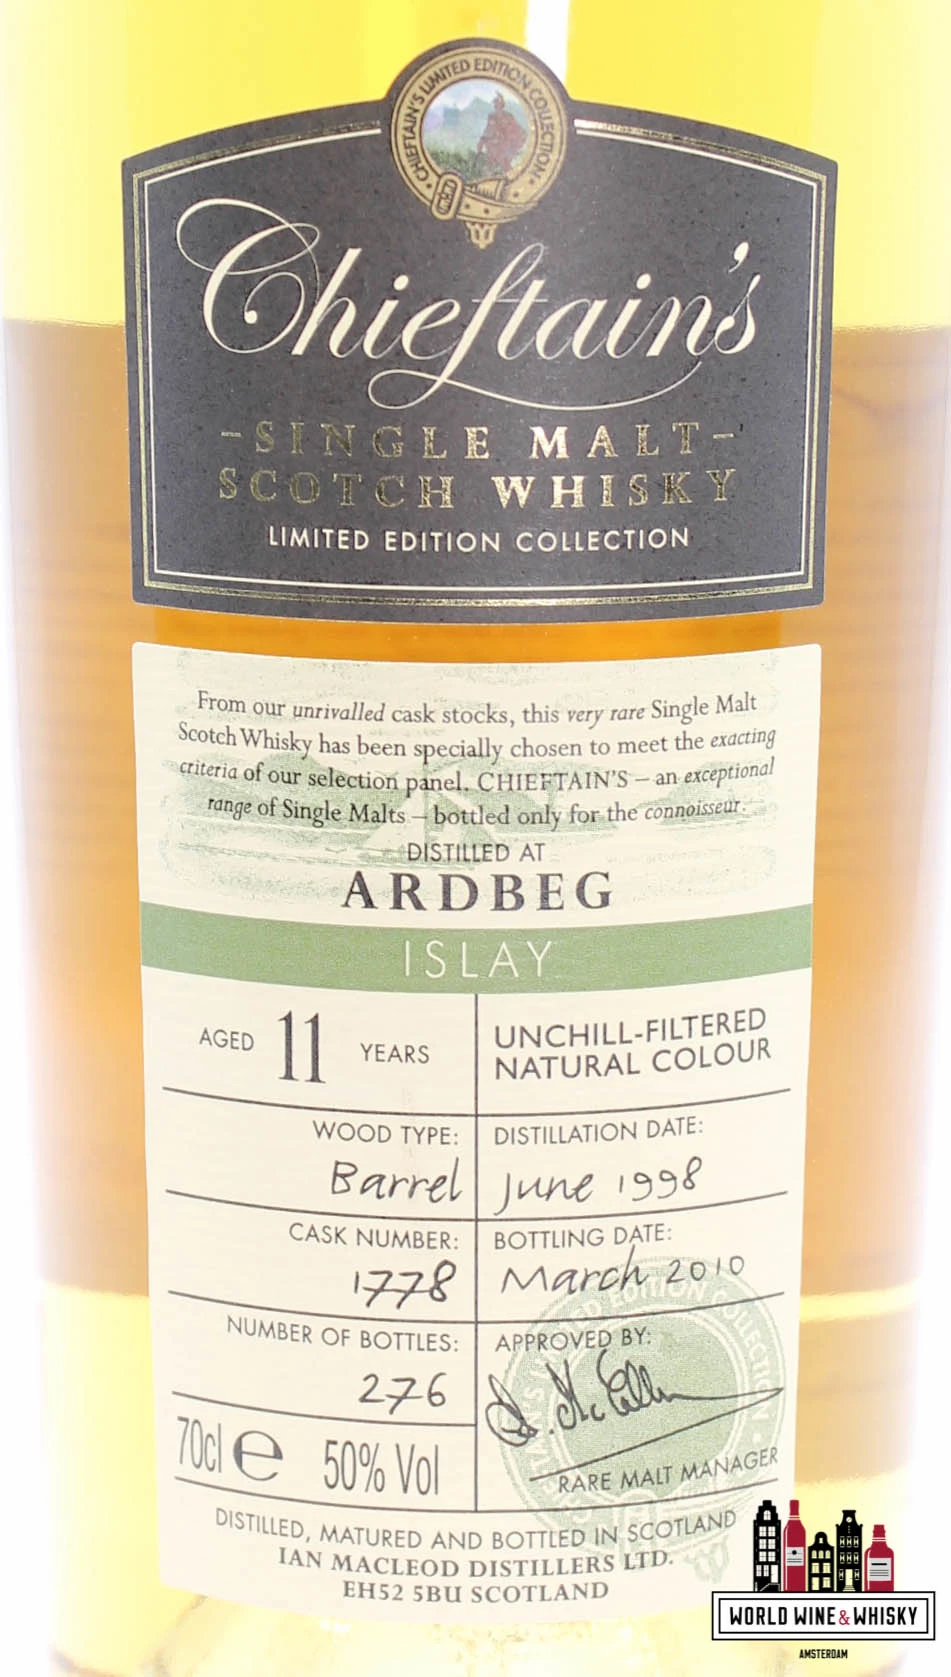 CHIEFTAIN'S LIMITED EDITION COLLECTION
Chieftain's
-SINGLE MALT-
SCOTCH WHISKY
LIMITED EDITION COLLECTION
From our unrivalled cask stocks, this very rare Single Malt
Scotch Whisky has been specially chosen to meet the exacting
criteria of our selection panel. CHIEFTAIN'S – an exceptional
range of Single Malts – bottled only for the connoisseur.
DISTILLED AT
ARDBEG
ISLAY
AGED 11 YEARS
UNCHILL-FILTERED
NATURAL COLOUR
WOOD TYPE:
Barrel
DISTILLATION DATE:
June 1998
CASK NUMBER:
1778
BOTTLING DATE:
March 2010
NUMBER OF BOTTLES:
276
APPROVED BY:
RARE MALT MANAGER
70cl e 50% Vol
DISTILLED, MATURED AND BOTTLED IN SCOTLAND
IAN MACLEOD DISTILLERS LTD.
EH52 5BU SCOTLAND
WORLD WINE & WHISKY
AMSTERDAM